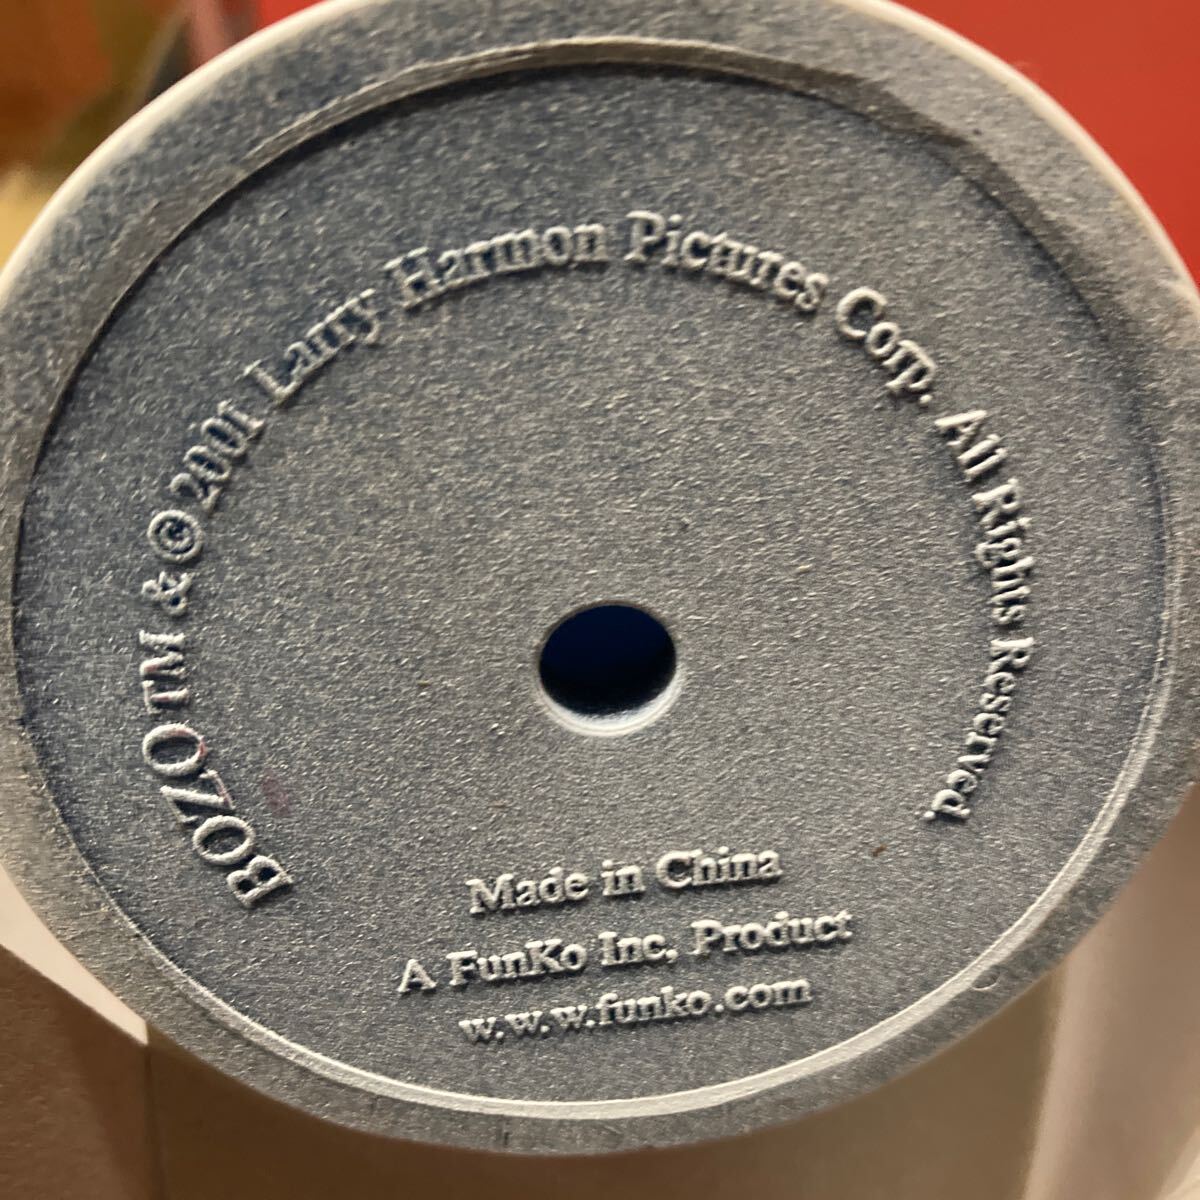 BOZO TM & © 2001 Larry Harmon Pictures Corp. All Rights Reserved.
Made in China
A FunKo Inc. Product
w.w.w.funko.com